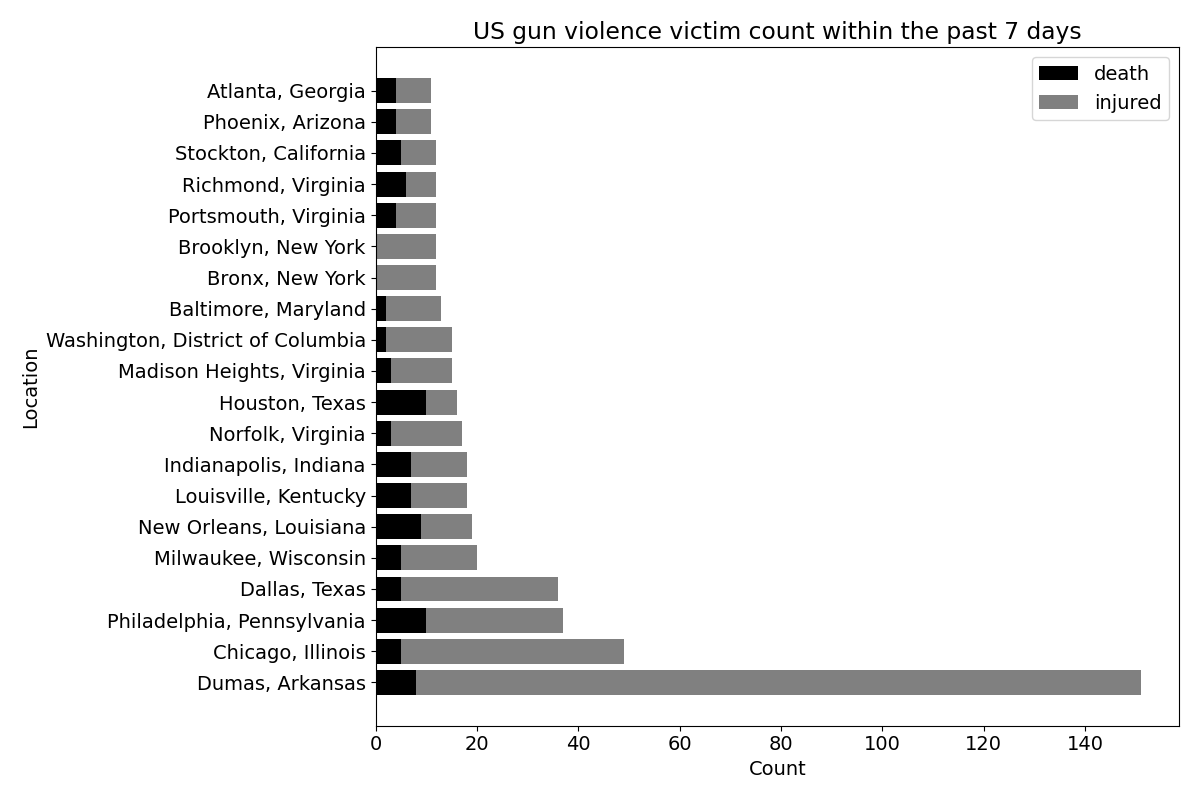 US gun violence victim count within the past 7 days
death
injured
Atlanta, Georgia
Phoenix, Arizona
Stockton, California
Richmond, Virginia
Portsmouth, Virginia
Brooklyn, New York
Bronx, New York
Baltimore, Maryland
Washington, District of Columbia
Madison Heights, Virginia
Houston, Texas
Norfolk, Virginia
Indianapolis, Indiana
Louisville, Kentucky
New Orleans, Louisiana
Milwaukee, Wisconsin
Dallas, Texas
Philadelphia, Pennsylvania
Chicago, Illinois
Dumas, Arkansas
Location
0 20 40 60 80 100 120 140
Count